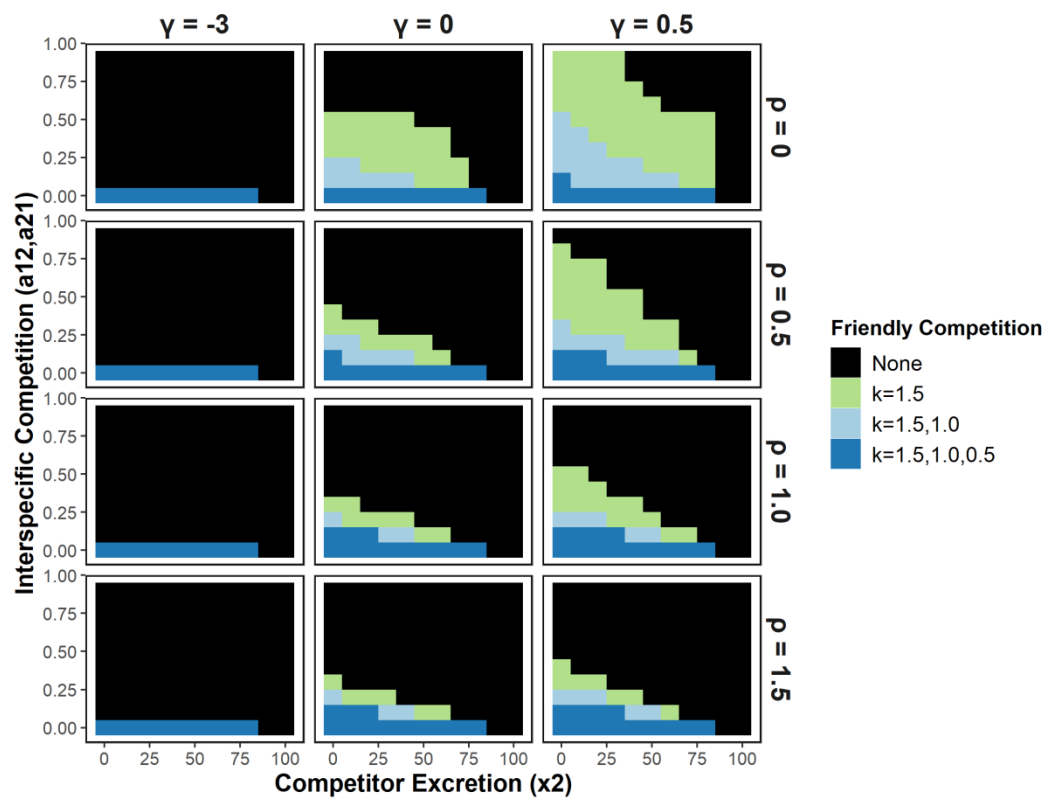 γ = -3
γ = 0
γ = 0.5
Interspecific Competition (a12,a21)
1.00
0.75
0.50
0.25
0.00
ρ = 0
1.00
0.75
0.50
0.25
0.00
ρ = 0.5
1.00
0.75
0.50
0.25
0.00
ρ = 1.0
1.00
0.75
0.50
0.25
0.00
ρ = 1.5
0 25 50 75 100
0 25 50 75 100
0 25 50 75 100
Competitor Excretion (x2)
Friendly Competition
None
k=1.5
k=1.5,1.0
k=1.5,1.0,0.5